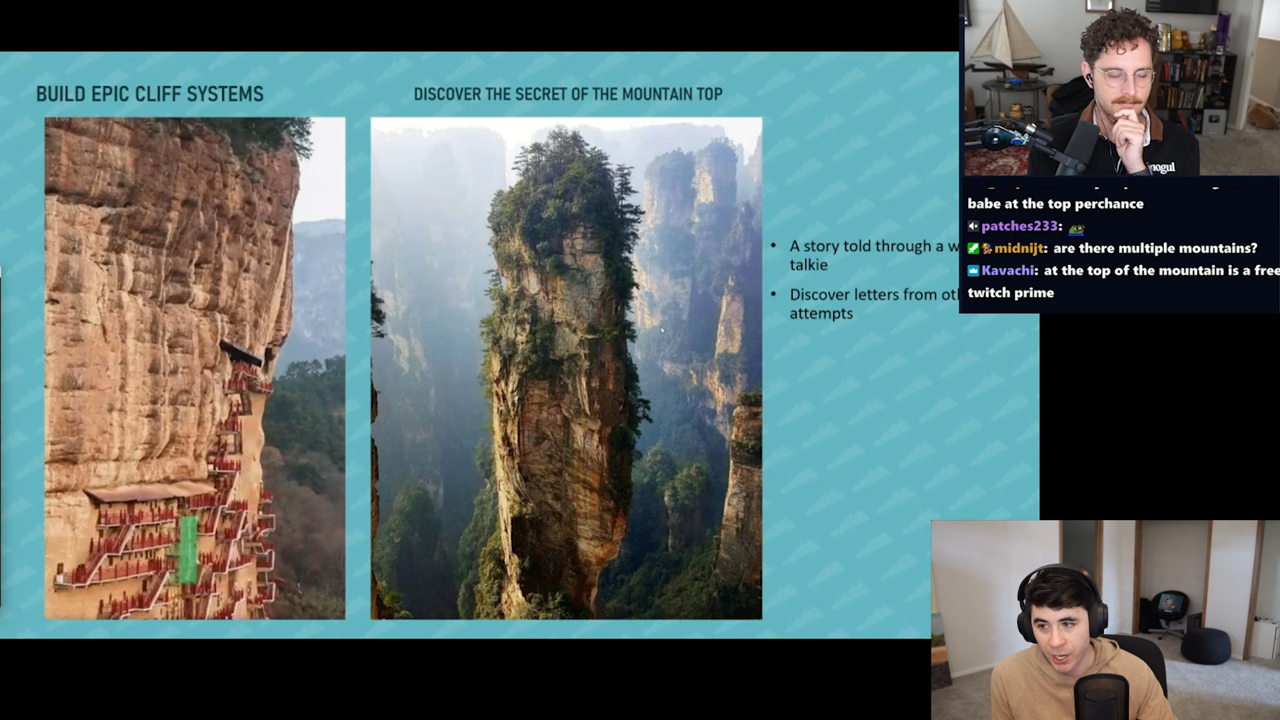 BUILD EPIC CLIFF SYSTEMS
DISCOVER THE SECRET OF THE MOUNTAIN TOP
• A story told through a w
talkie
• Discover letters from
attempts
babe at the top perchance
patches233:
midnijt: are there multiple mountains?
Kavachi: at the top of the mountain is a free
twitch prime
nogul